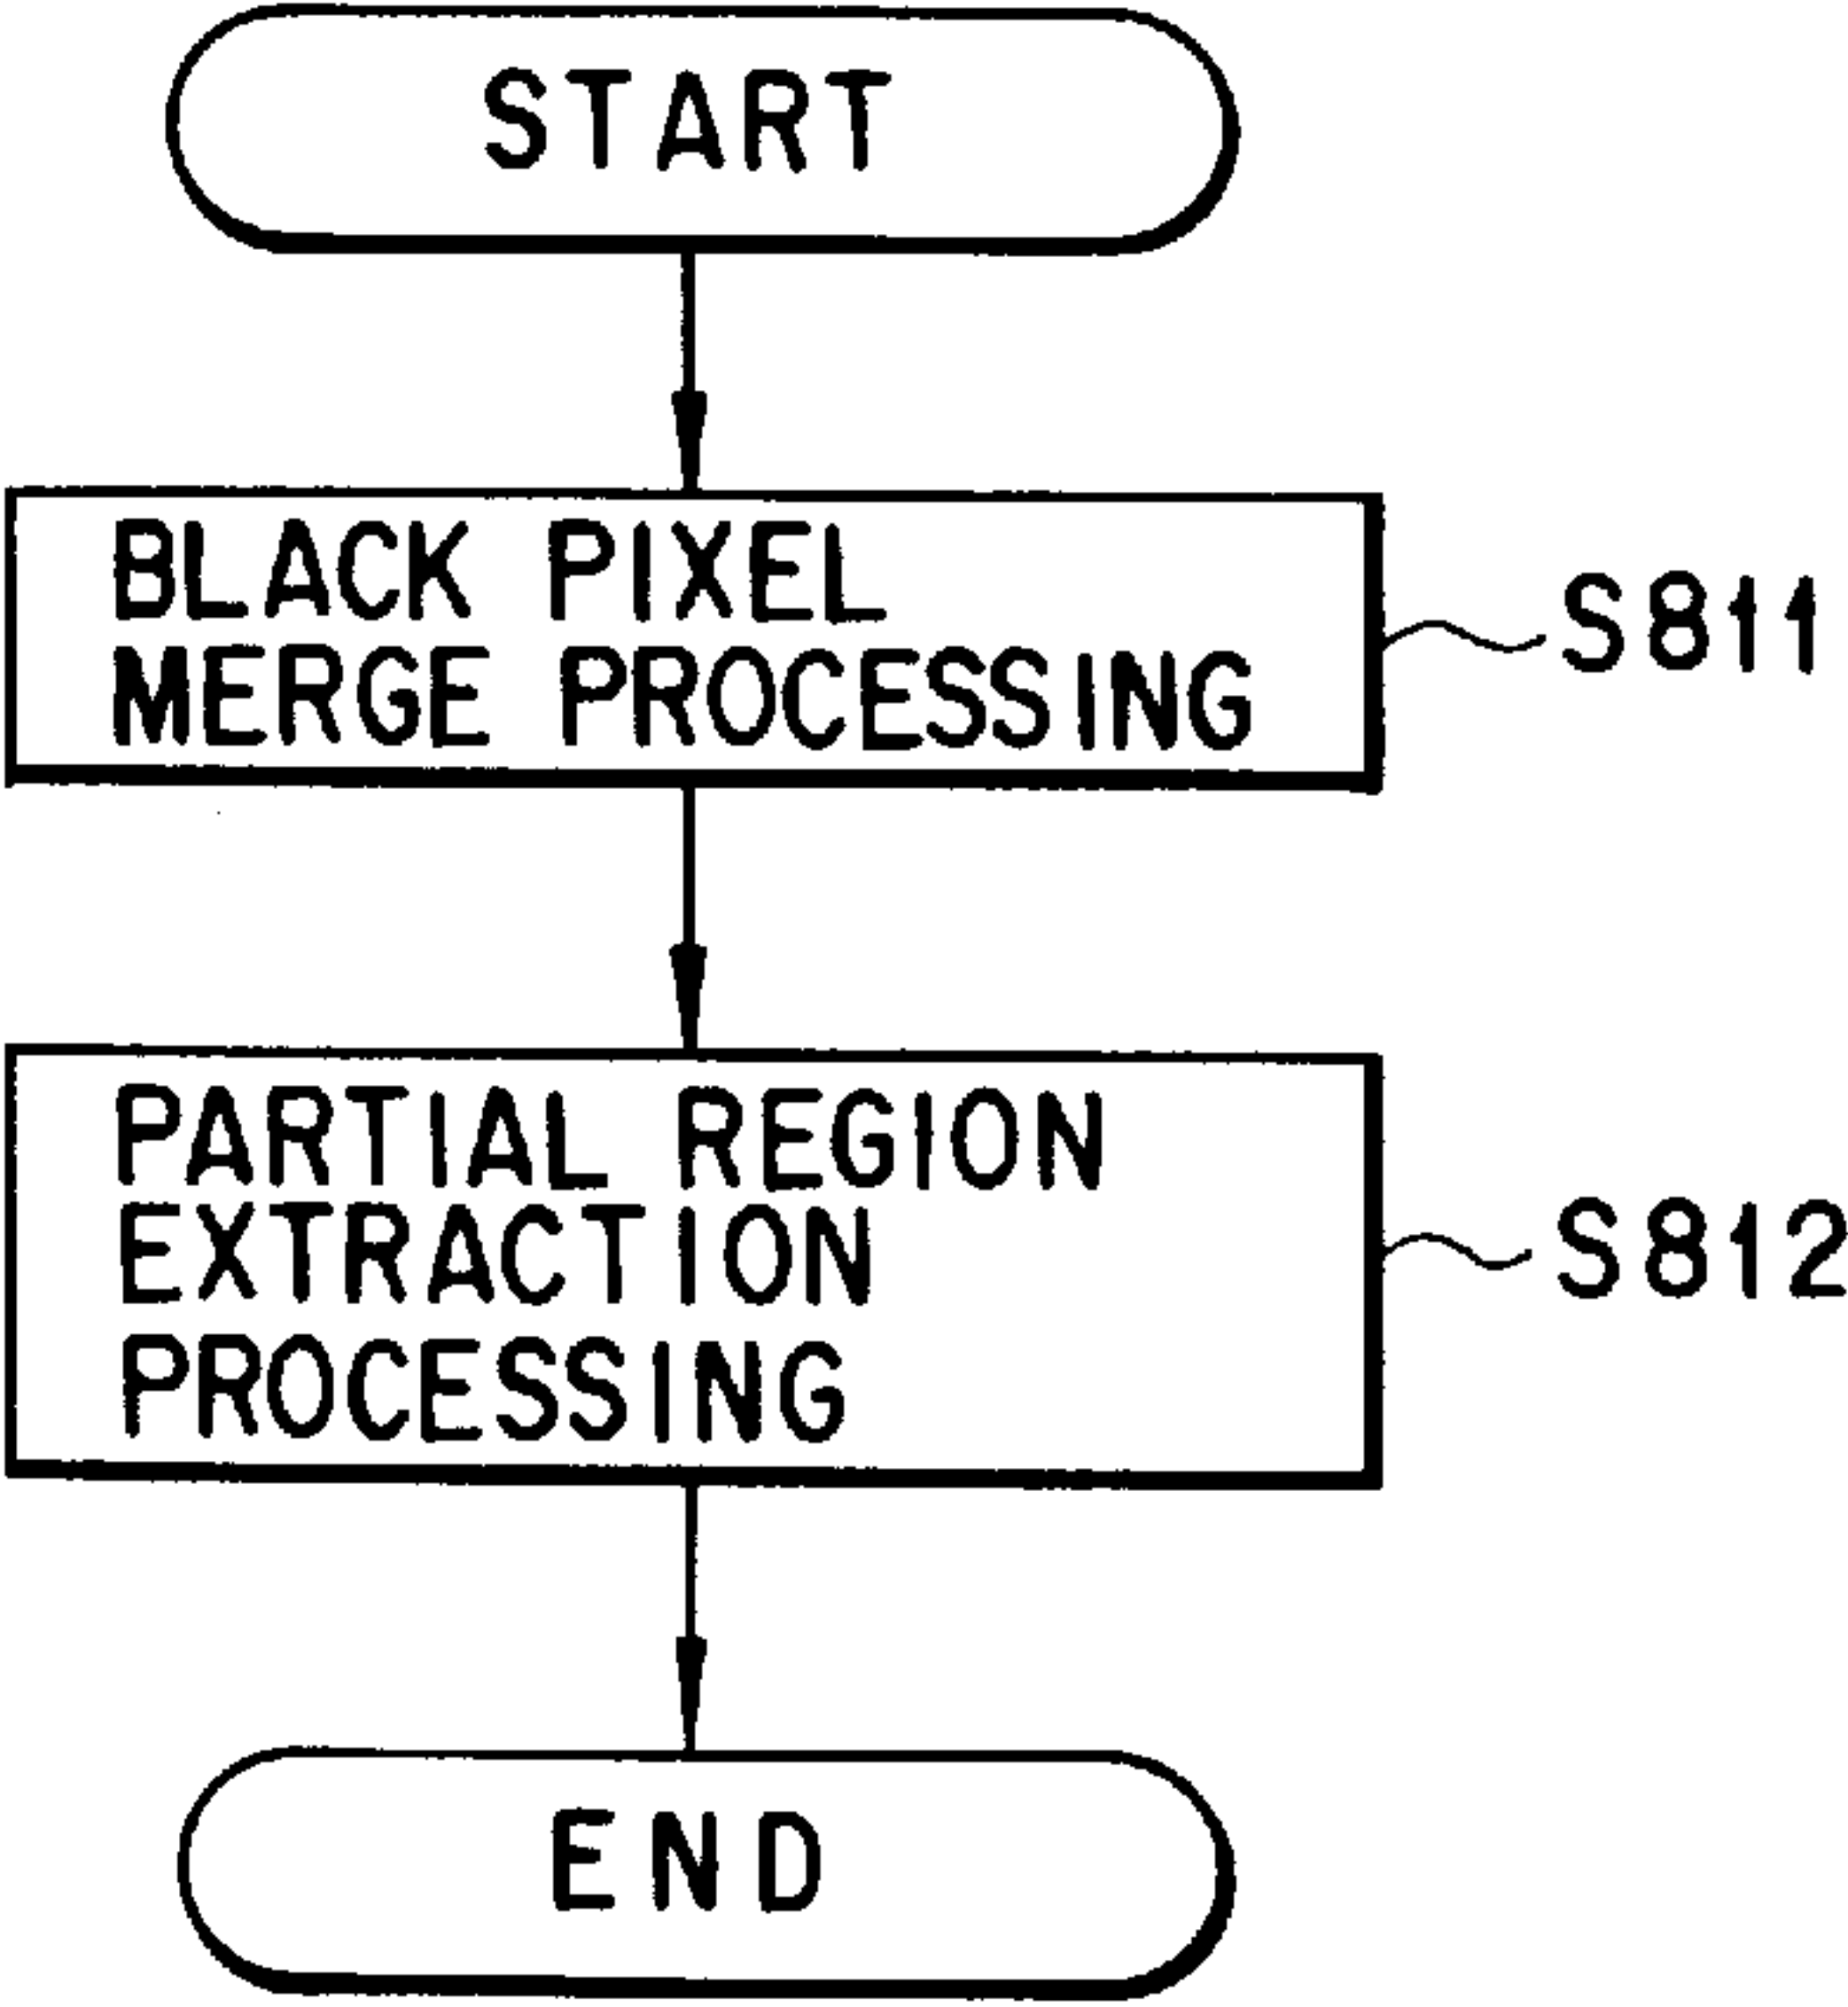 START
BLACK PIXEL
MERGE PROCESSING
S811
PARTIAL REGION
EXTRACTION
PROCESSING
S812
END